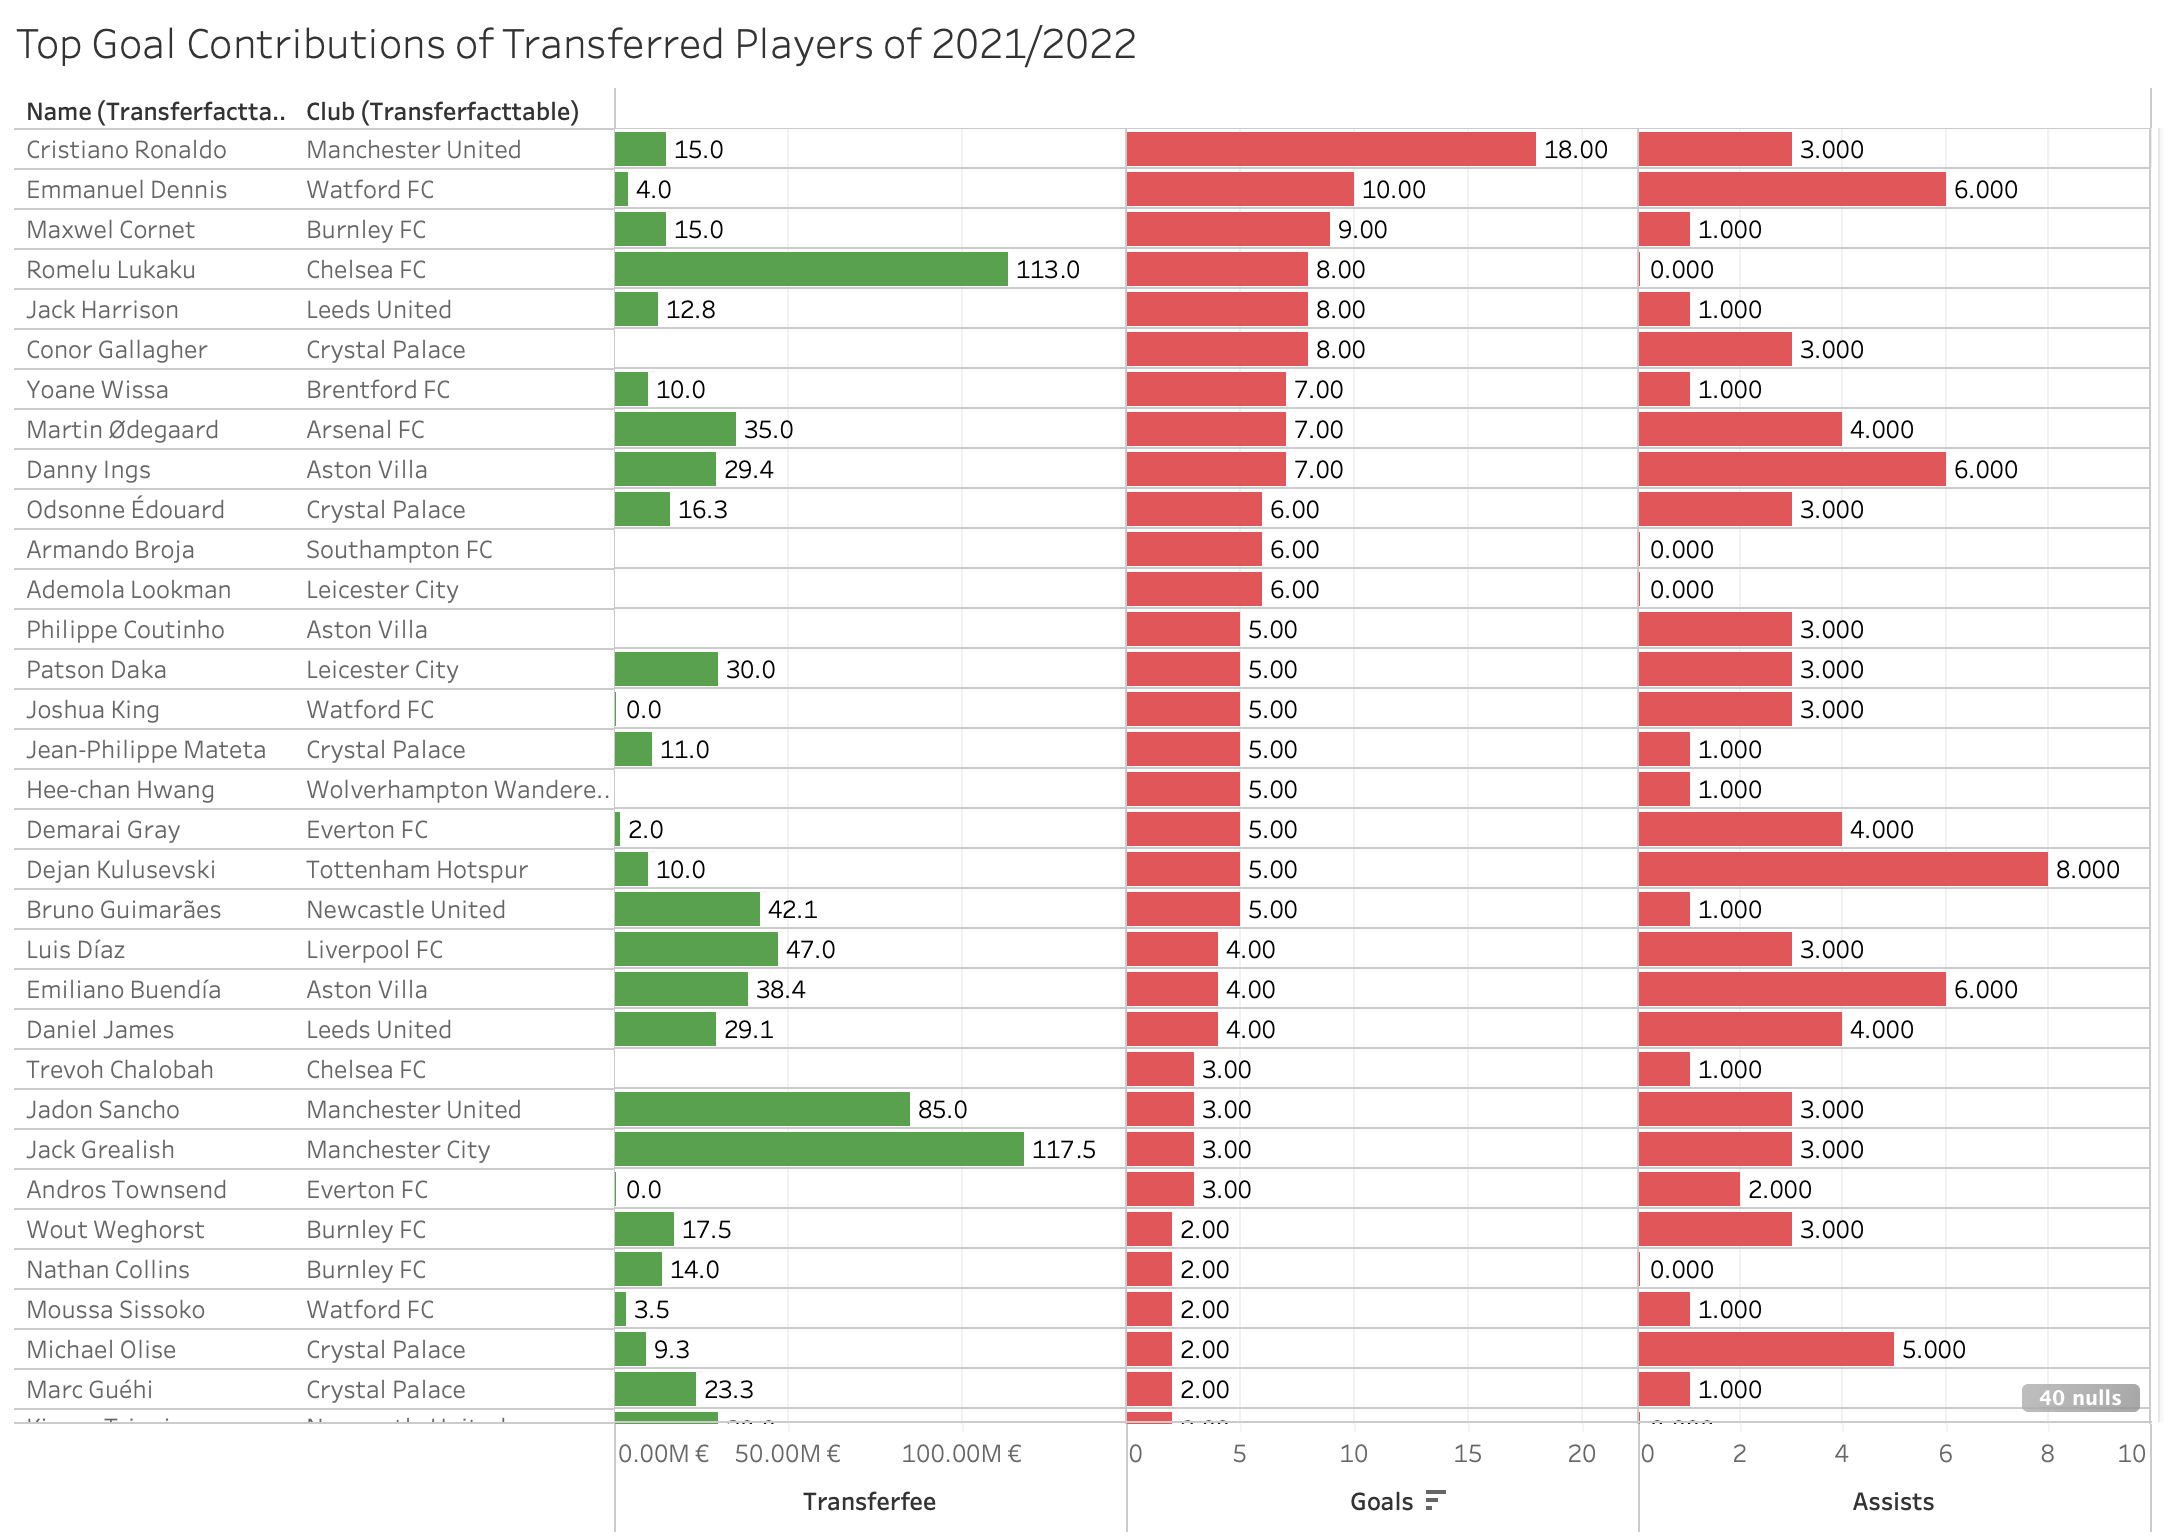 Top Goal Contributions of Transferred Players of 2021/2022
Name (Transferfactta.. Club (Transferfacttable)
Cristiano Ronaldo Manchester United 15.0 18.00 3.000
Emmanuel Dennis Watford FC 4.0 10.00 6.000
Maxwel Cornet Burnley FC 15.0 9.00 1.000
Romelu Lukaku Chelsea FC 113.0 8.00 0.000
Jack Harrison Leeds United 12.8 8.00 1.000
Conor Gallagher Crystal Palace 8.00 3.000
Yoane Wissa Brentford FC 10.0 7.00 1.000
Martin Ødegaard Arsenal FC 35.0 7.00 4.000
Danny Ings Aston Villa 29.4 7.00 6.000
Odsonne Édouard Crystal Palace 16.3 6.00 3.000
Armando Broja Southampton FC 6.00 0.000
Ademola Lookman Leicester City 6.00 0.000
Philippe Coutinho Aston Villa 5.00 3.000
Patson Daka Leicester City 30.0 5.00 3.000
Joshua King Watford FC 0.0 5.00 3.000
Jean-Philippe Mateta Crystal Palace 11.0 5.00 1.000
Hee-chan Hwang Wolverhampton Wandere.. 5.00 1.000
Demarai Gray Everton FC 2.0 5.00 4.000
Dejan Kulusevski Tottenham Hotspur 10.0 5.00 8.000
Bruno Guimarães Newcastle United 42.1 5.00 1.000
Luis Díaz Liverpool FC 47.0 4.00 3.000
Emiliano Buendía Aston Villa 38.4 4.00 6.000
Daniel James Leeds United 29.1 4.00 4.000
Trevoh Chalobah Chelsea FC 3.00 1.000
Jadon Sancho Manchester United 85.0 3.00 3.000
Jack Grealish Manchester City 117.5 3.00 3.000
Andros Townsend Everton FC 0.0 3.00 2.000
Wout Weghorst Burnley FC 17.5 2.00 3.000
Nathan Collins Burnley FC 14.0 2.00 0.000
Moussa Sissoko Watford FC 3.5 2.00 1.000
Michael Olise Crystal Palace 9.3 2.00 5.000
Marc Guéhi Crystal Palace 23.3 2.00 1.000
40 nulls
0.00M € 50.00M € 100.00M € 0 5 10 15 20 0 2 4 6 8 10
Transferfee Goals Assists